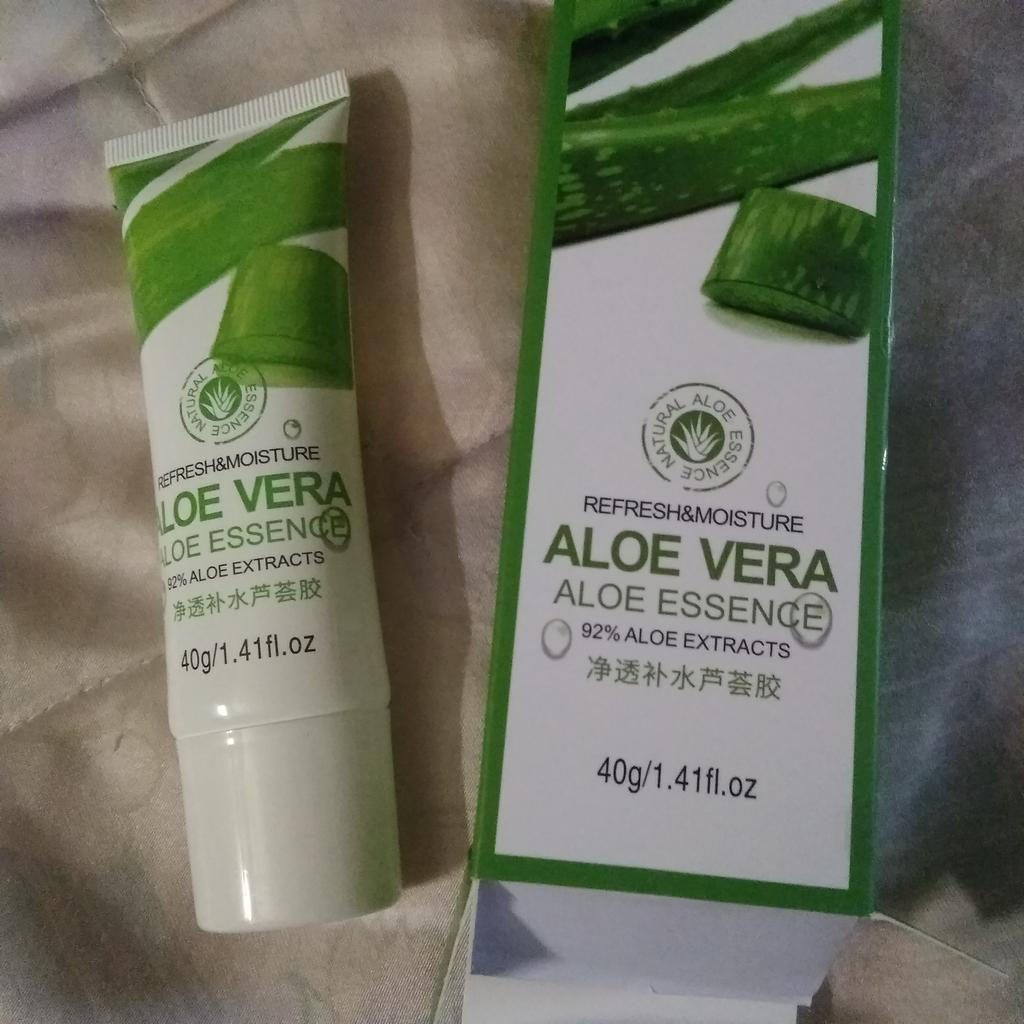 NATURAL ALOE ESSENCE
REFRESH&MOISTURE
ALOE VERA
ALOE ESSENCE
92% ALOE EXTRACTS
净透补水芦荟胶
40g/1.41fl.oz
NATURAL ALOE ESSENCE
REFRESH&MOISTURE
ALOE VERA
ALOE ESSENCE
92% ALOE EXTRACTS
净透补水芦荟胶
40g/1.41fl.oz